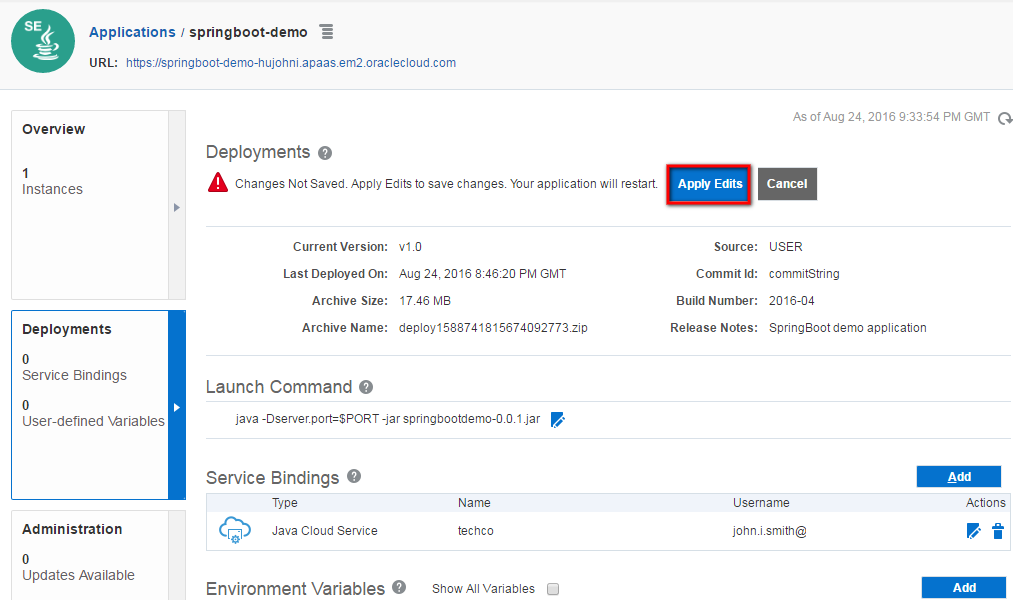 SE
Applications / springboot-demo
URL: https://springboot-demo-hujohni.apaas.em2.oraclecloud.com
As of Aug 24, 2016 9:33:54 PM GMT
Overview
1
Instances
Deployments
0
Service Bindings
0
User-defined Variables
Administration
0
Updates Available
Deployments ?
Changes Not Saved. Apply Edits to save changes. Your application will restart. Apply Edits Cancel
Current Version: v1.0 Source: USER
Last Deployed On: Aug 24, 2016 8:46:20 PM GMT Commit Id: commitString
Archive Size: 17.46 MB Build Number: 2016-04
Archive Name: deploy1588741815674092773.zip Release Notes: SpringBoot demo application
Launch Command ?
java -Dserver.port=$PORT -jar springbootdemo-0.0.1.jar
Service Bindings ? Add
Type Name Username Actions
Java Cloud Service techco john.i.smith@
Environment Variables ? Show All Variables Add